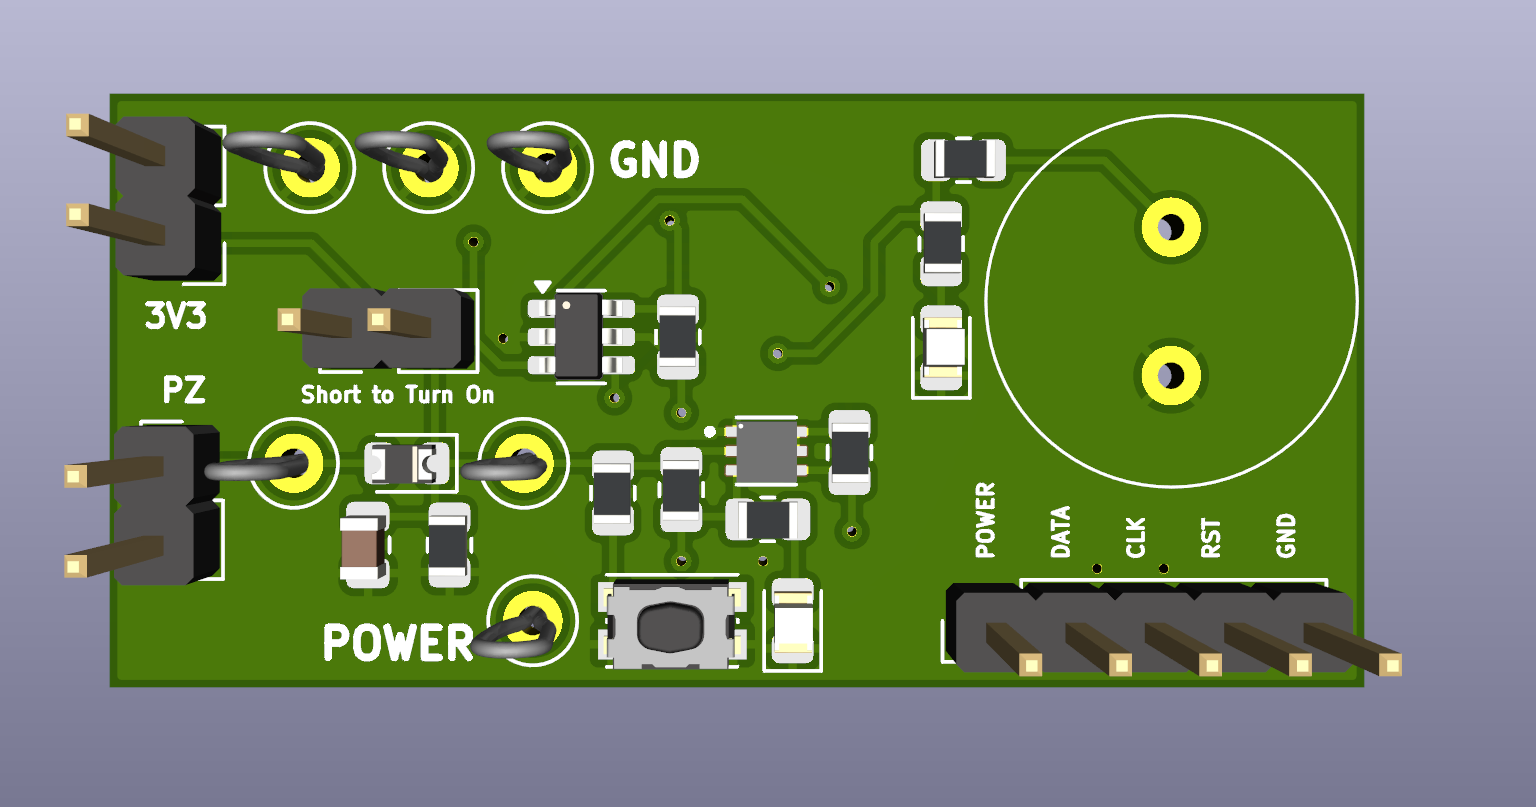 GND
3V3
PZ
Short to Turn On
POWER
DATA
CLK
RST
GND
POWER